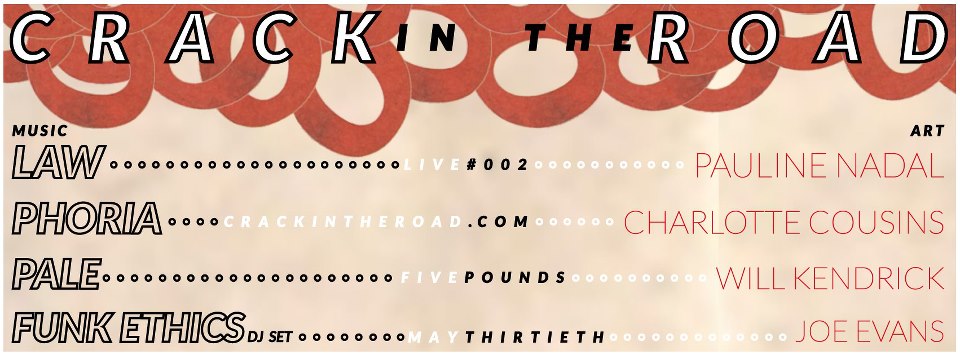 CRACK IN THE ROAD
MUSIC ART
LAW LIVE #002 PAULINE NADAL
PHORIA CRACKINTHEROAD.COM CHARLOTTE COUSINS
PALE FIVE POUNDS WILL KENDRICK
FUNK ETHICS DJ SET MAY THIRTIETH JOE EVANS